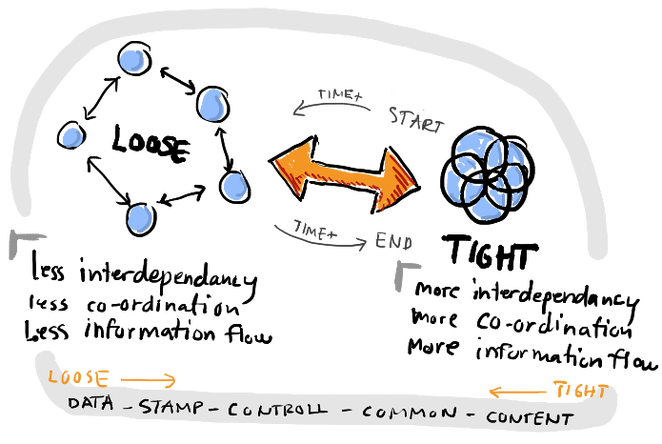 TIME+
START
LOOSE
TIME+
END
TIGHT
less interdependancy
less co-ordination
Less information flow
more interdependancy
more co-ordination
More information flow
LOOSE
TIGHT
DATA - STAMP - CONTROLL - COMMON - CONTENT